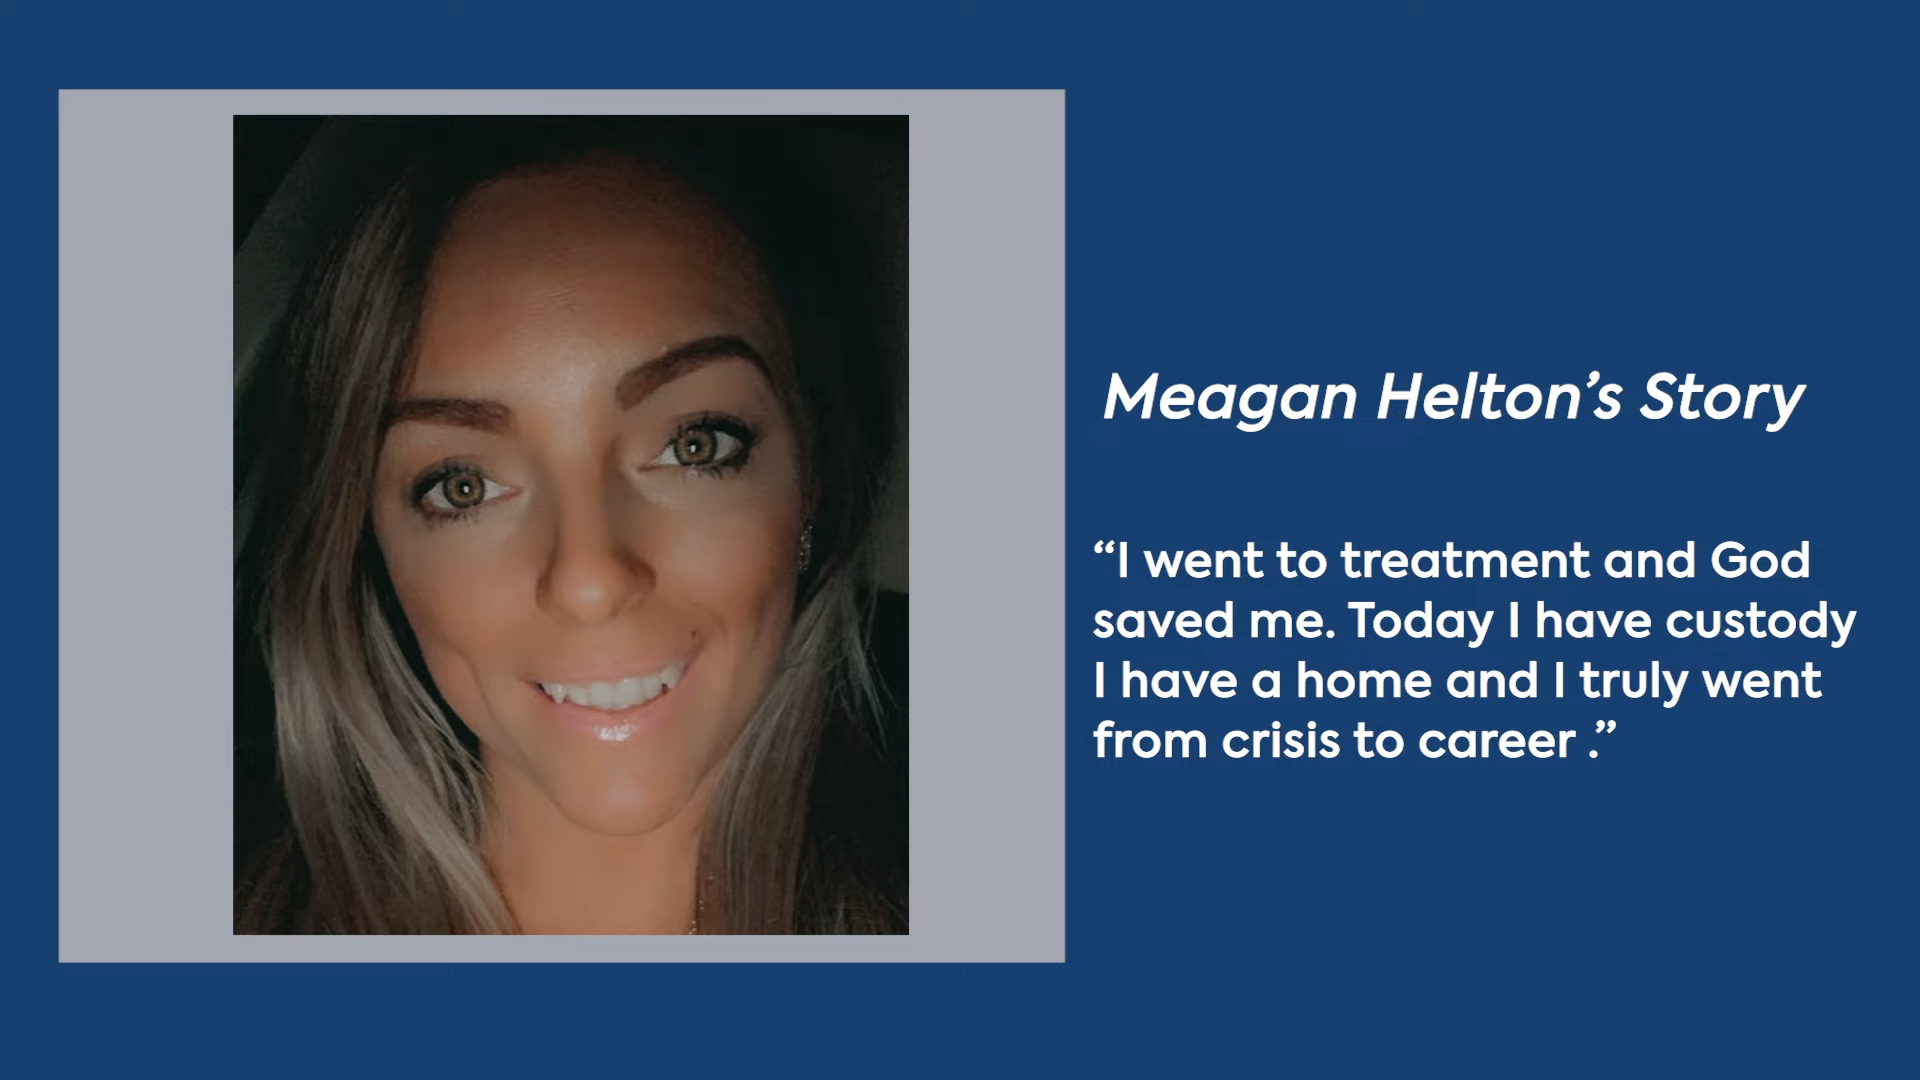 Meagan Helton’s Story
“I went to treatment and God
saved me. Today I have custody
I have a home and I truly went
from crisis to career .”